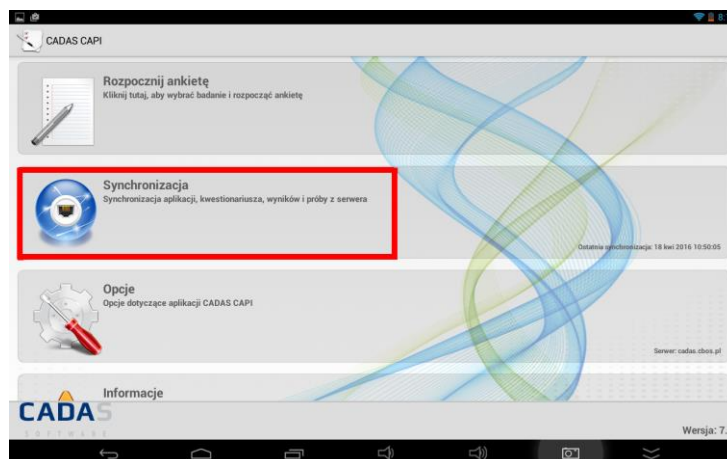 CADAS CAPI
Rozpocznij ankietę
Kliknij tutaj, aby wybrać badanie i rozpocząć ankietę
Synchronizacja
Synchronizacja aplikacji, kwestionariusza, wyników i próby z serwera
Ostatnia synchronizacja: 18 kwi 2016 10:50:05
Opcje
Opcje dotyczące aplikacji CADAS CAPI
Serwer: cadas.cbos.pl
Informacje
CADAS
SOFTWARE
Wersja: 7.